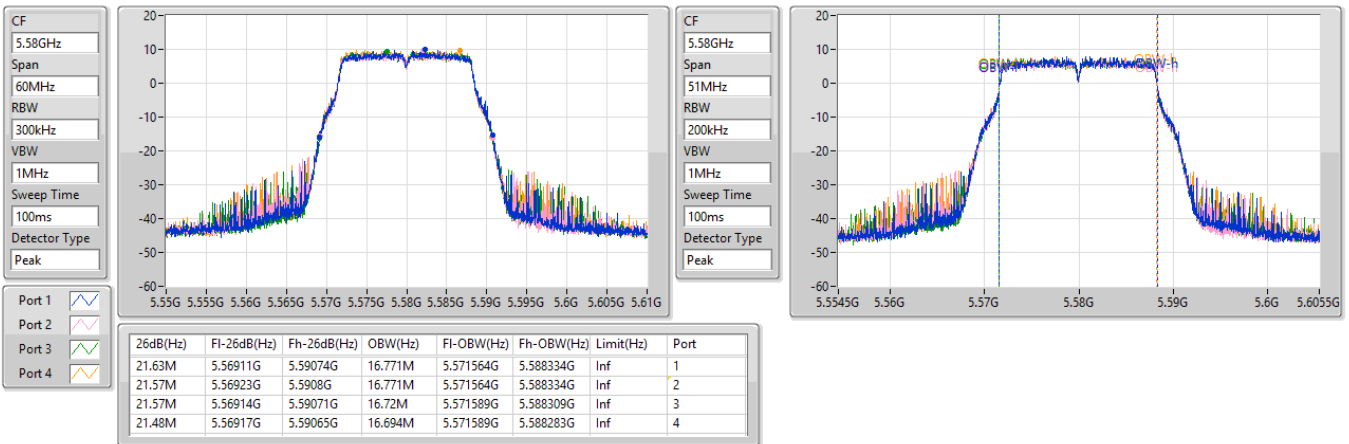 CF
5.58GHz
Span
60MHz
RBW
300kHz
VBW
1MHz
Sweep Time
100ms
Detector Type
Peak
20
10
0
-10
-20
-30
-40
-50
-60
5.55G 5.555G 5.56G 5.565G 5.57G 5.575G 5.58G 5.585G 5.59G 5.595G 5.6G 5.605G 5.61G
CF
5.58GHz
Span
51MHz
RBW
200kHz
VBW
1MHz
Sweep Time
100ms
Detector Type
Peak
20
10
0
-10
-20
-30
-40
-50
-60
OBW-h
5.5545G 5.56G 5.57G 5.58G 5.59G 5.6G 5.6055G
Port 1
Port 2
Port 3
Port 4
26dB(Hz) Fl-26dB(Hz) Fh-26dB(Hz) OBW(Hz) Fl-OBW(Hz) Fh-OBW(Hz) Limit(Hz) Port
21.63M 5.56911G 5.59074G 16.771M 5.571564G 5.588334G Inf 1
21.57M 5.56923G 5.5908G 16.771M 5.571564G 5.588334G Inf 2
21.57M 5.56914G 5.59071G 16.72M 5.571589G 5.588309G Inf 3
21.48M 5.56917G 5.59065G 16.694M 5.571589G 5.588283G Inf 4